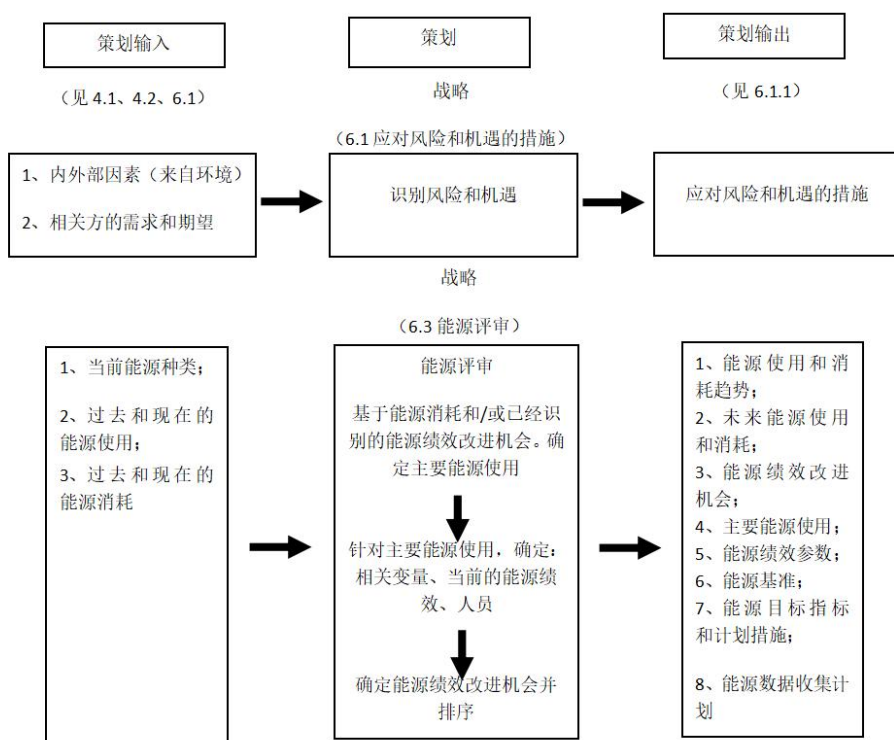 策划输入
策划
策划输出
（见 4.1、4.2、6.1）
战略
（见 6.1.1）
（6.1 应对风险和机遇的措施）
1、内外部因素（来自环境）
2、相关方的需求和期望
识别风险和机遇
应对风险和机遇的措施
战略
（6.3 能源评审）
1、当前能源种类；
2、过去和现在的
能源使用；
3、过去和现在的
能源消耗
能源评审
基于能源消耗和/或已经识
别的能源绩效改进机会。确
定主要能源使用
针对主要能源使用，确定：
相关变量、当前的能源绩
效、人员
确定能源绩效改进机会并
排序
1、能源使用和消
耗趋势；
2、未来能源使用
和消耗；
3、能源绩效改进
机会；
4、主要能源使用；
5、能源绩效参数；
6、能源基准；
7、能源目标指标
和计划措施；
8、能源数据收集计
划